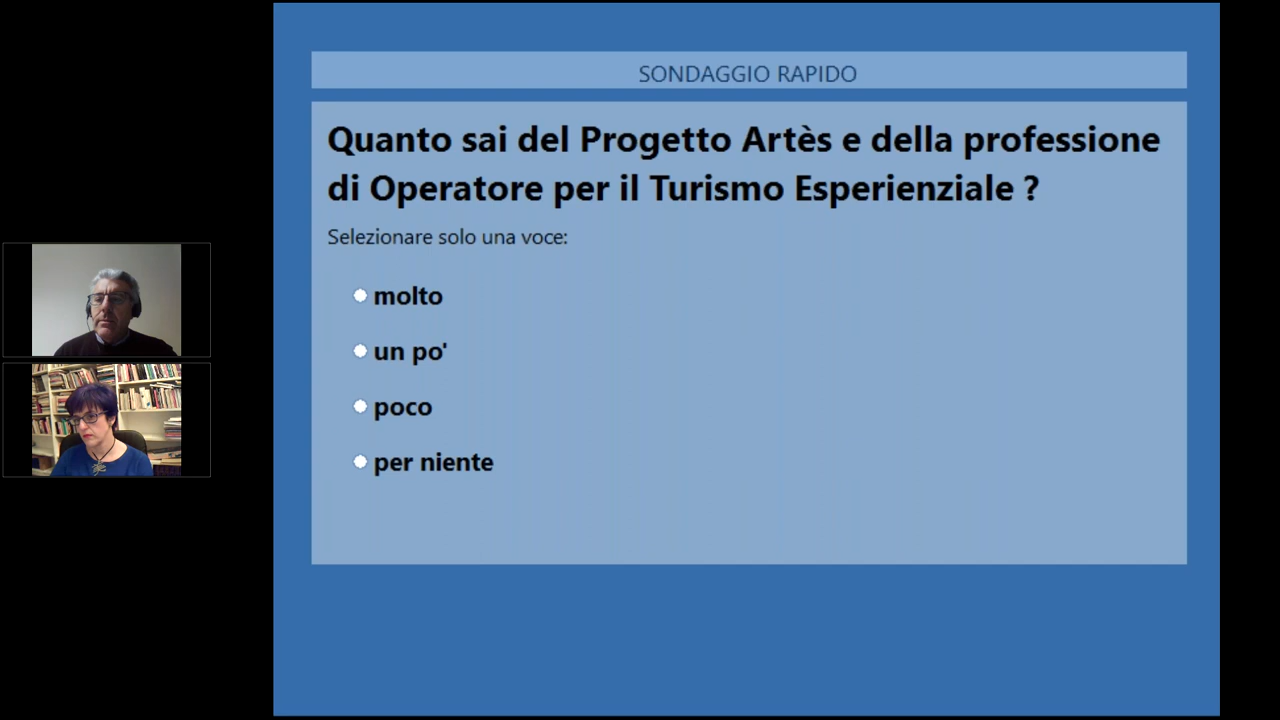 SONDAGGIO RAPIDO
Quanto sai del Progetto Artès e della professione
di Operatore per il Turismo Esperienziale ?
Selezionare solo una voce:
molto
un po'
poco
per niente